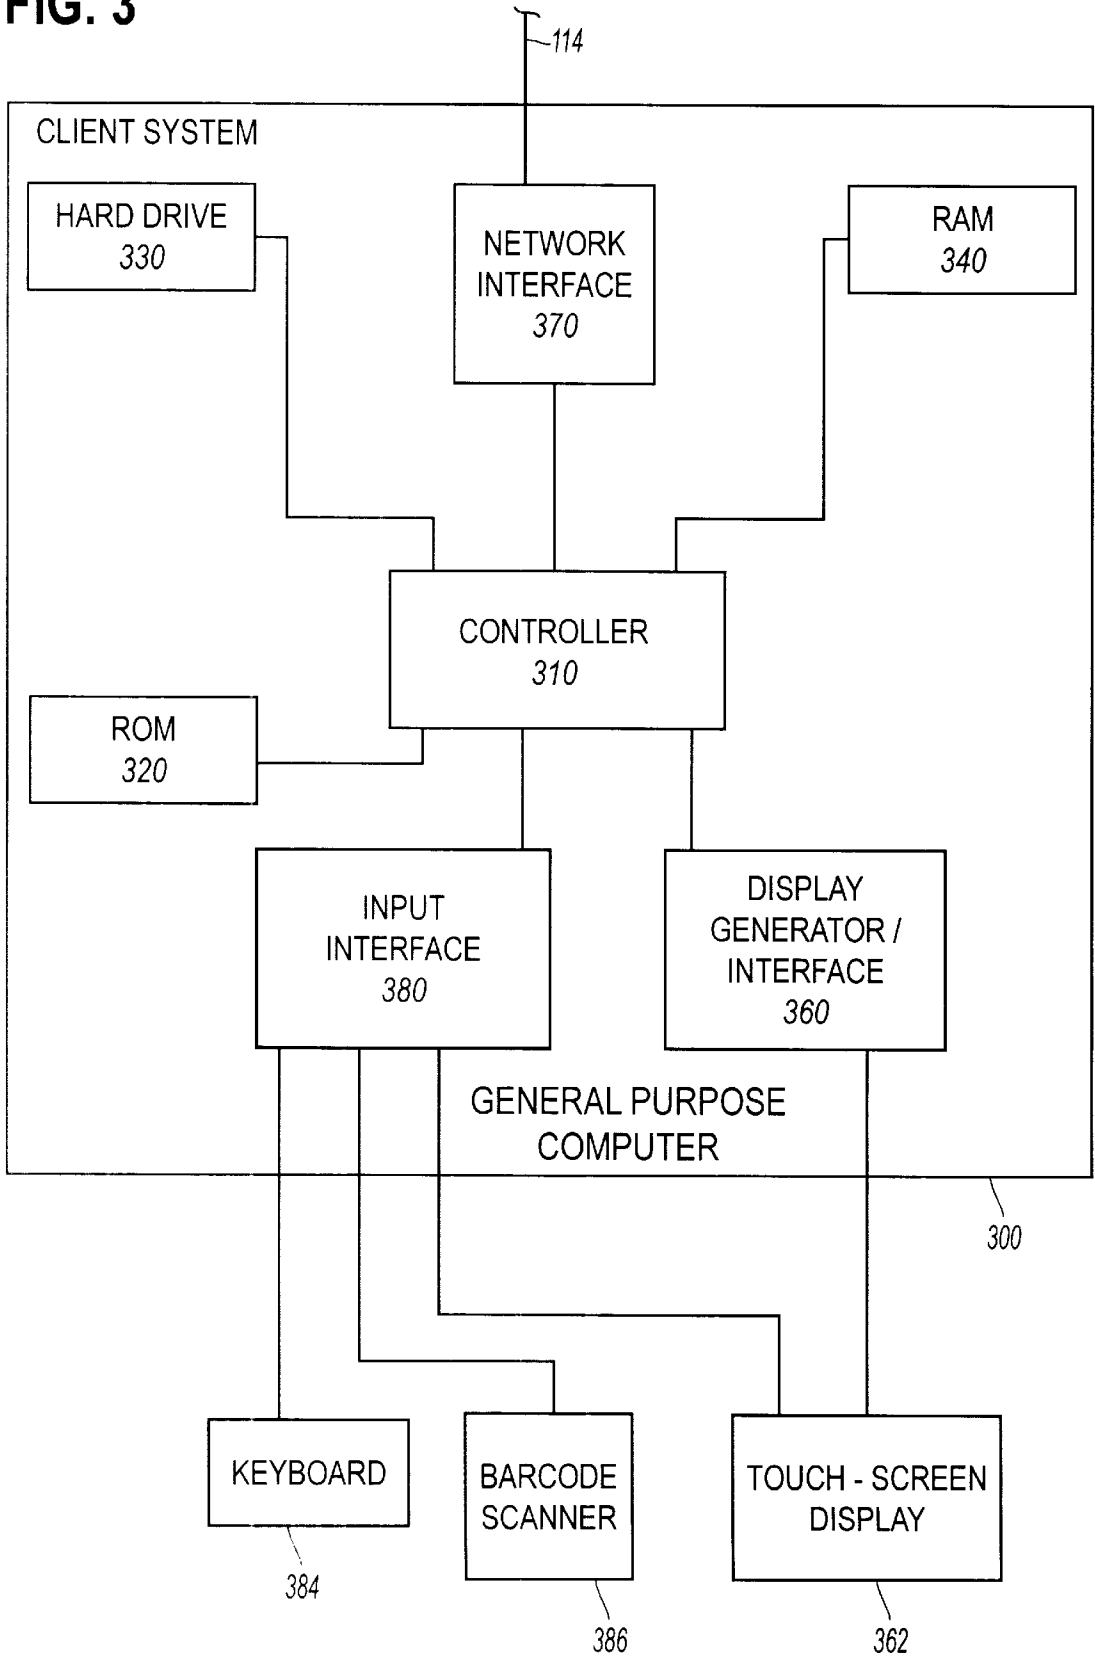 FIG. 3
114
CLIENT SYSTEM
HARD DRIVE
330
NETWORK
INTERFACE
370
RAM
340
CONTROLLER
310
ROM
320
INPUT
INTERFACE
380
DISPLAY
GENERATOR /
INTERFACE
360
GENERAL PURPOSE
COMPUTER
300
KEYBOARD
384
BARCODE
SCANNER
386
TOUCH - SCREEN
DISPLAY
362